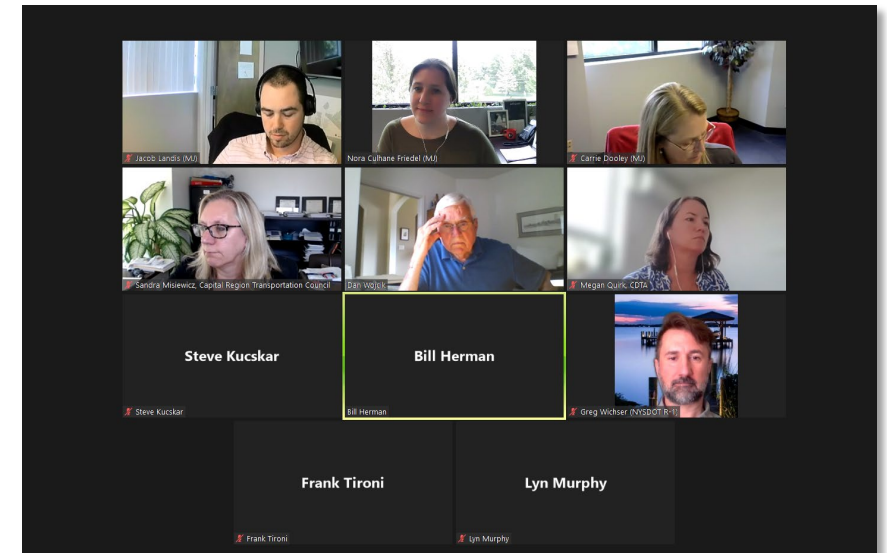 Jacob Landis (MJ)
Nora Culhane Friedel (MJ)
Carrie Dooley (MJ)
Sandra Misiewicz, Capital Region Transportation Council
Dan Wojcik
Megan Quirk, CDTA
Steve Kucskar
Steve Kucskar
Bill Herman
Bill Herman
Greg Wichser (NYSDOT R-1)
Frank Tironi
Frank Tironi
Lyn Murphy
Lyn Murphy